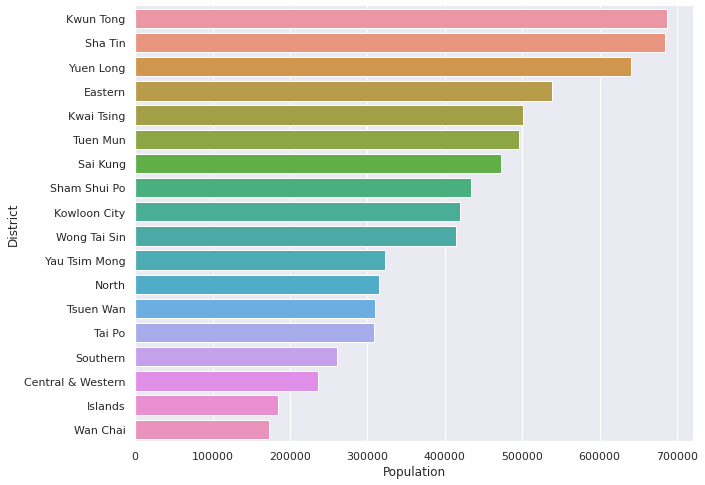 Kwun Tong
Sha Tin
Yuen Long
Eastern
Kwai Tsing
Tuen Mun
Sai Kung
Sham Shui Po
Kowloon City
Wong Tai Sin
Yau Tsim Mong
North
Tsuen Wan
Tai Po
Southern
Central & Western
Islands
Wan Chai
District
0 100000 200000 300000 400000 500000 600000 700000
Population